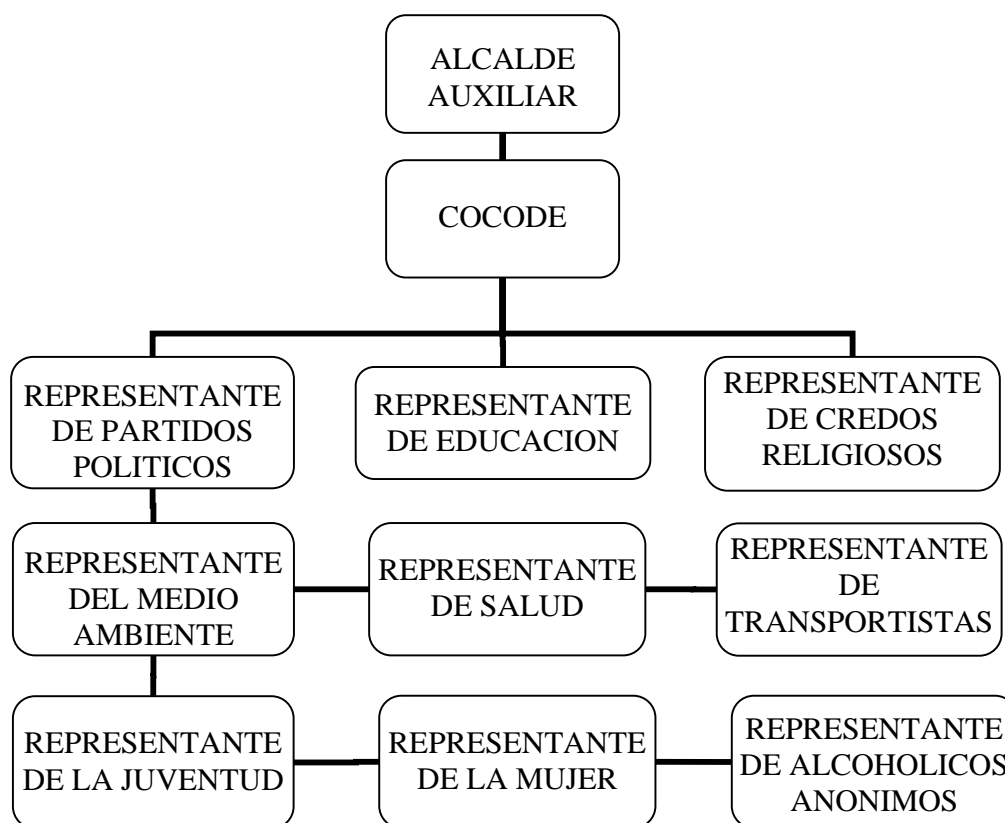 ALCALDE
AUXILIAR
COCODE
REPRESENTANTE
DE PARTIDOS
POLITICOS
REPRESENTANTE
DE EDUCACION
REPRESENTANTE
DE CREDOS
RELIGIOSOS
REPRESENTANTE
DEL MEDIO
AMBIENTE
REPRESENTANTE
DE SALUD
REPRESENTANTE
DE
TRANSPORTISTAS
REPRESENTANTE
DE LA JUVENTUD
REPRESENTANTE
DE LA MUJER
REPRESENTANTE
DE ALCOHOLICOS
ANONIMOS